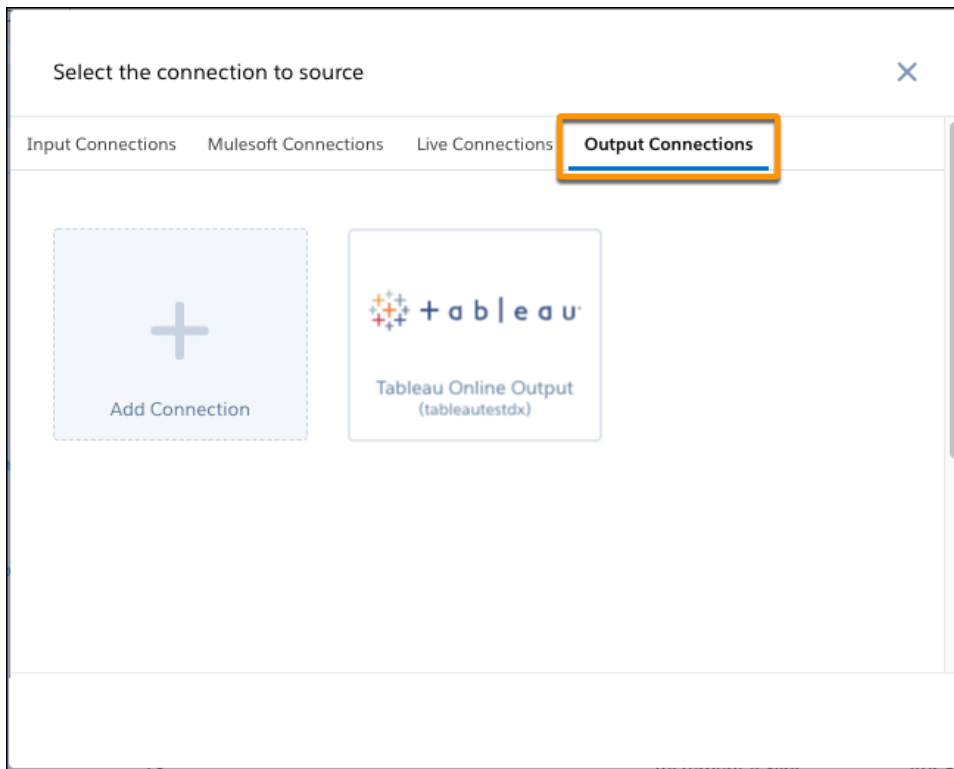 Select the connection to source
Input Connections Mulesoft Connections Live Connections Output Connections
+ a b l e a u
Add Connection
Tableau Online Output
(tableautestdx)